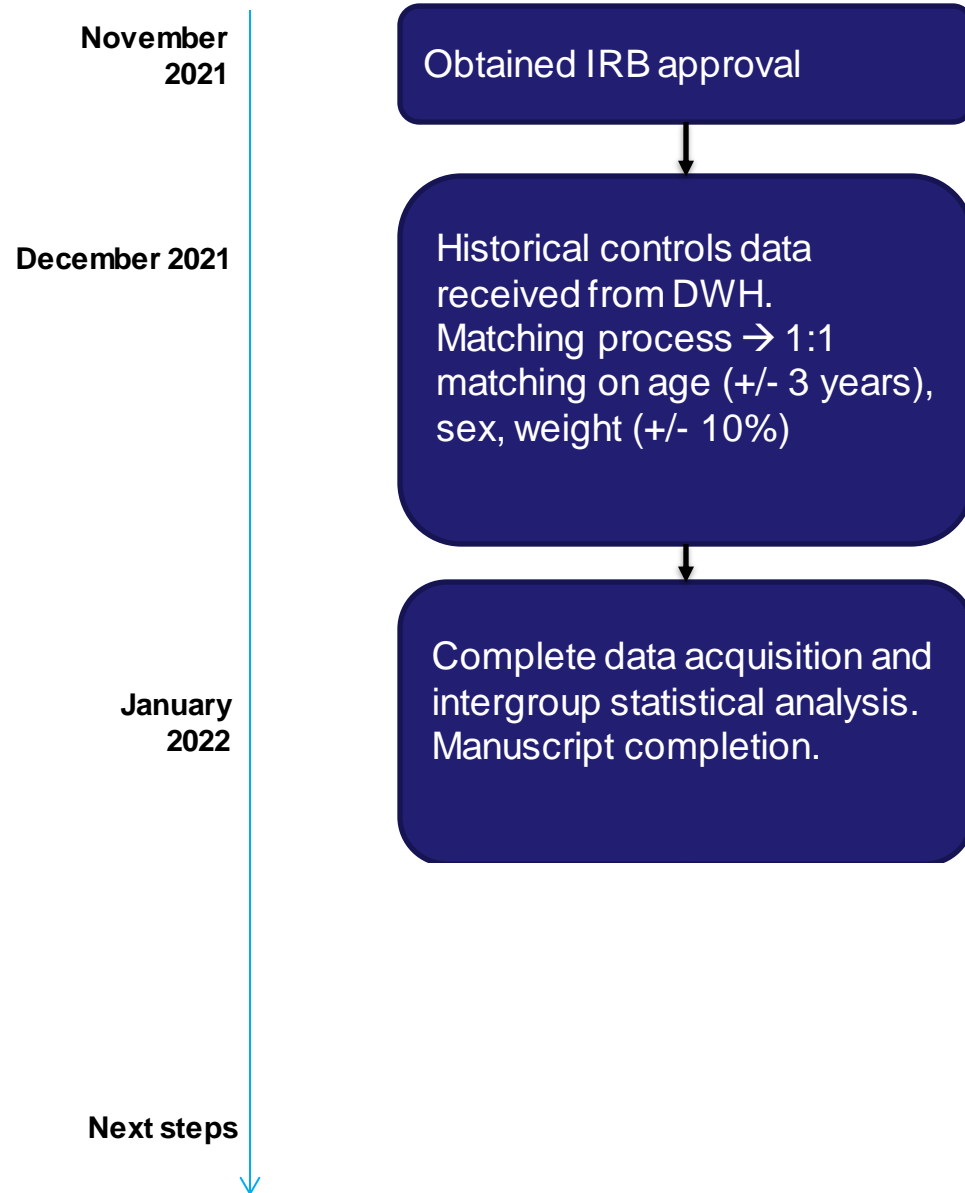 November
2021
Obtained IRB approval
December 2021
Historical controls data
received from DWH.
Matching process → 1:1
matching on age (+/- 3 years),
sex, weight (+/- 10%)
January
2022
Complete data acquisition and
intergroup statistical analysis.
Manuscript completion.
Next steps